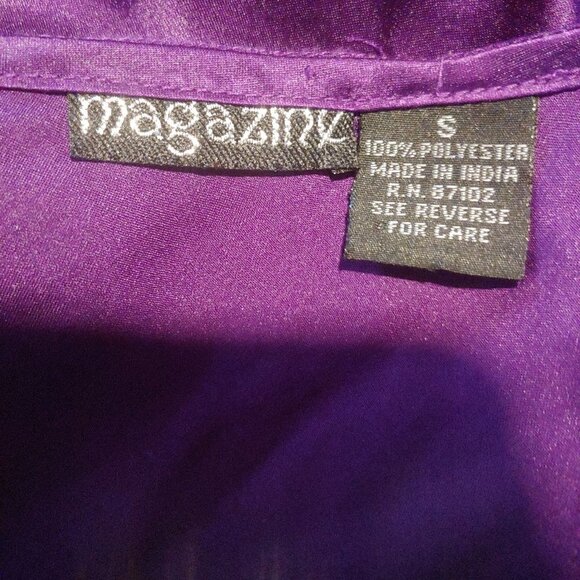 magazine
S
100% POLYESTER
MADE IN INDIA
R.N. 87102
SEE REVERSE
FOR CARE